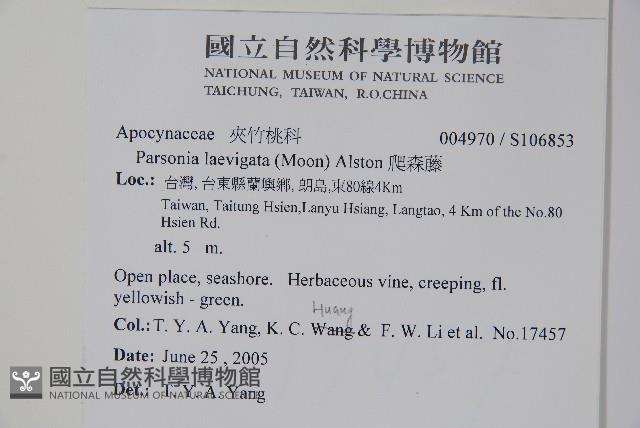 國立自然科學博物館
NATIONAL MUSEUM OF NATURAL SCIENCE
TAICHUNG, TAIWAN, R.O.CHINA
Apocynaceae 夾竹桃科 004970 / S106853
Parsonia laevigata (Moon) Alston 爬森藤
Loc.: 台灣, 台東縣蘭嶼鄉, 朗島,東80線4Km
Taiwan, Taitung Hsien,Lanyu Hsiang, Langtao, 4 Km of the No.80
Hsien Rd.
alt. 5 m.
Open place, seashore. Herbaceous vine, creeping, fl.
yellowish - green.
Huang
Col.: T. Y. A. Yang, K. C. Wang & F. W. Li et al. No.17457
Date: June 25 , 2005
國立自然科學博物館
NATIONAL MUSEUM OF NATURAL SCIENCE
Det.: T. Y. A. Yang